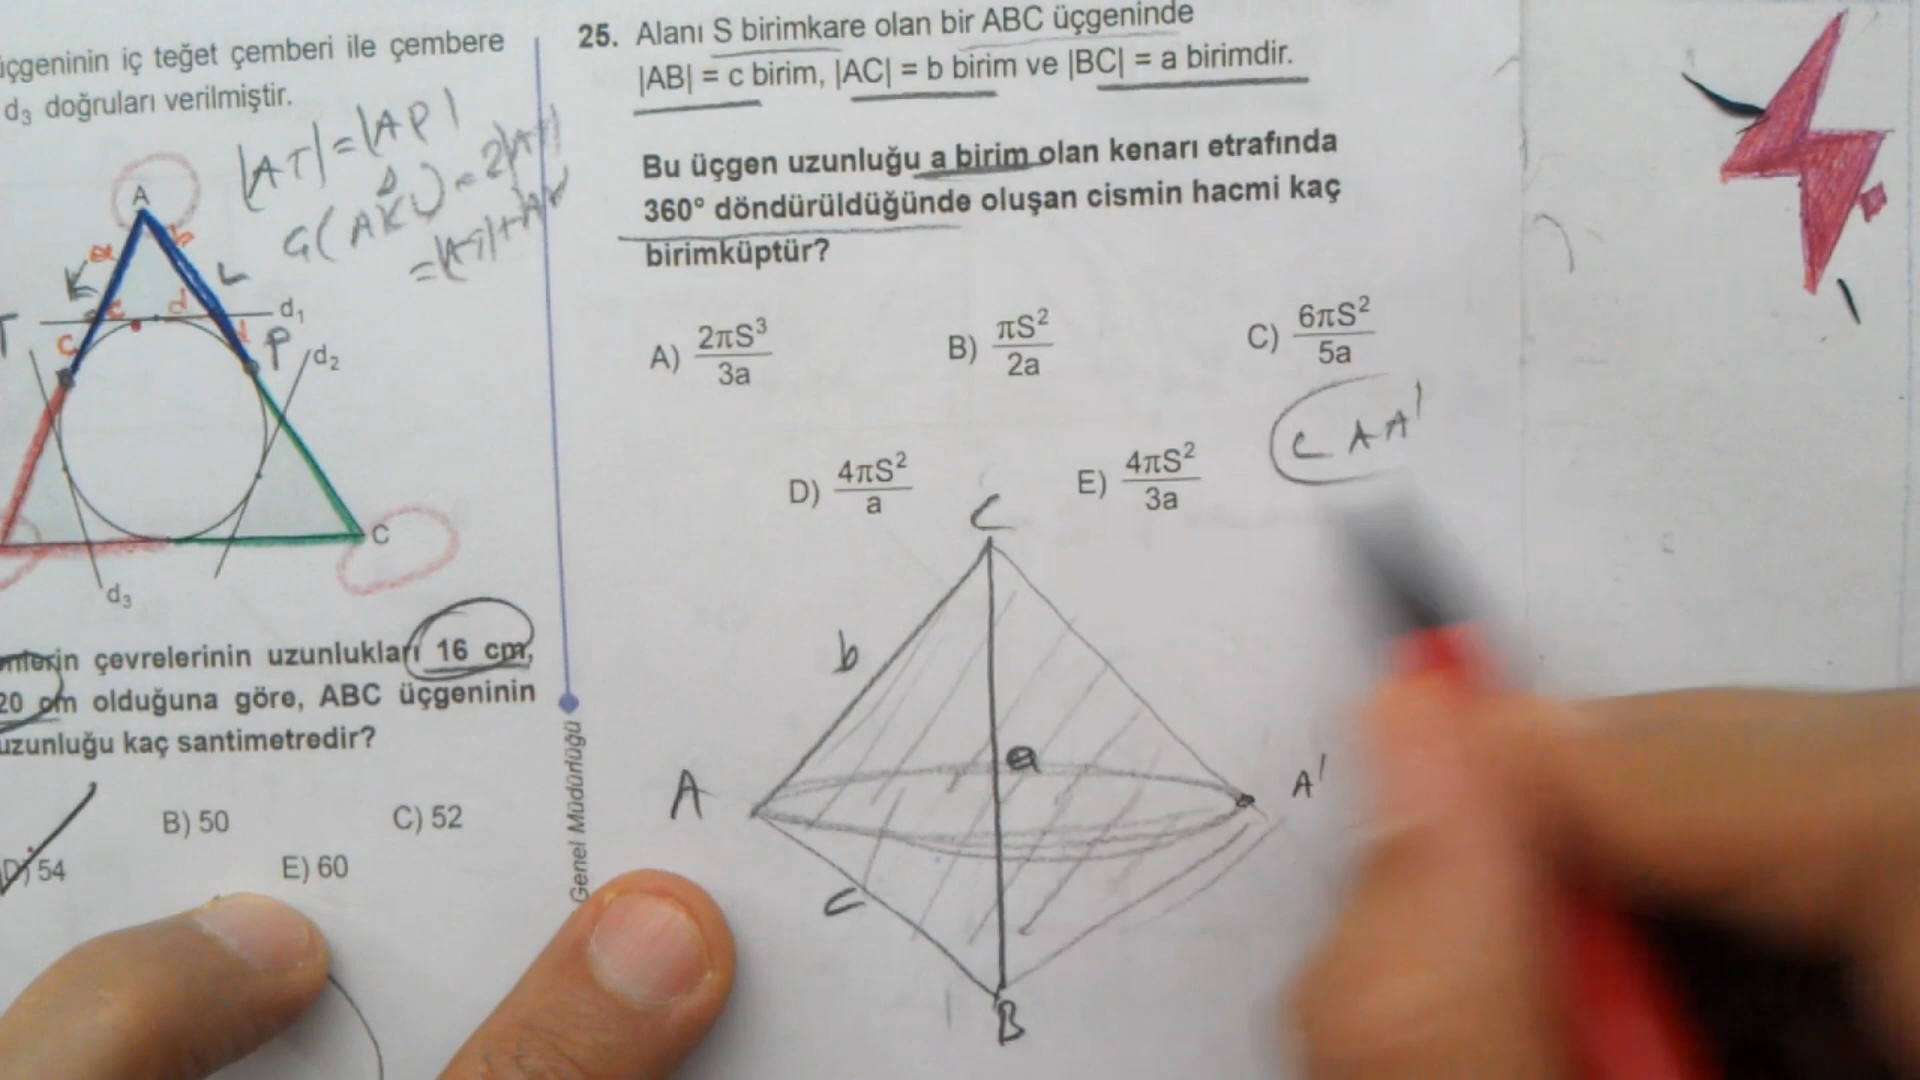 üçgeninin iç teğet çemberi ile çembere
d3 doğruları verilmiştir.
|AT| = |AP|
A
a
b
K
L
c
d
d1
T
c
d
P
d2
C
d3
16 cm,
20 cm olduğuna göre, ABC üçgeninin
uzunluğu kaç santimetredir?
B) 50
C) 52
D) 54
E) 60
Genel Müdürlüğü
25. Alanı S birimkare olan bir ABC üçgeninde
|AB| = c birim, |AC| = b birim ve |BC| = a birimdir.
Bu üçgen uzunluğu a birim olan kenarı etrafında
360° döndürüldüğünde oluşan cismin hacmi kaç
birimküptür?
A) 2πS³/3a
B) πS²/2a
C) 6πS²/5a
D) 4πS²/a
E) 4πS²/3a
C A A'
C
b
a
A
A'
c
B